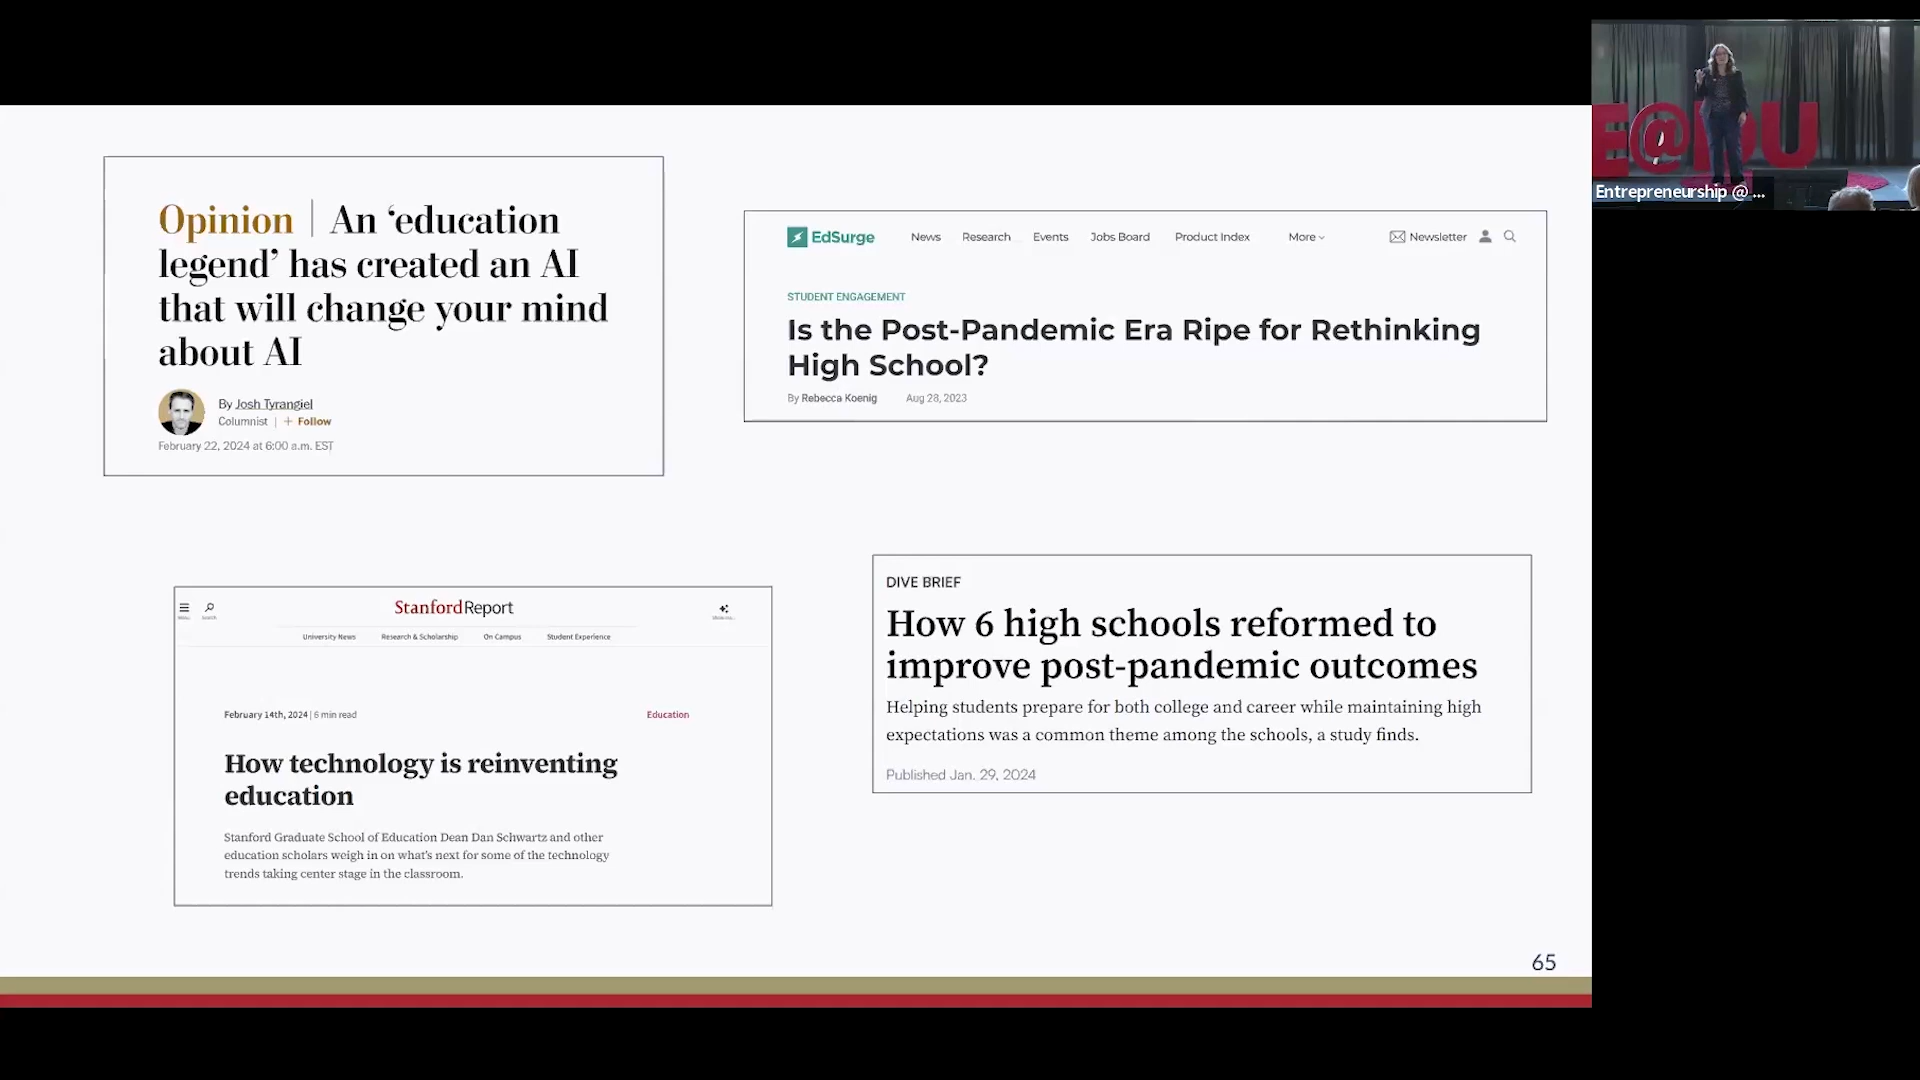 Opinion | An ‘education
legend’ has created an AI
that will change your mind
about AI
By Josh Tyrangiel
Columnist | + Follow
February 22, 2024 at 6:00 a.m. EST
EdSurge News Research Events Jobs Board Product Index More Newsletter
STUDENT ENGAGEMENT
Is the Post-Pandemic Era Ripe for Rethinking
High School?
By Rebecca Koenig Aug 28, 2023
Stanford Report
University News Research & Scholarship On Campus Student Experience
February 14th, 2024 | 6 min read Education
How technology is reinventing
education
Stanford Graduate School of Education Dean Dan Schwartz and other
education scholars weigh in on what’s next for some of the technology
trends taking center stage in the classroom.
DIVE BRIEF
How 6 high schools reformed to
improve post-pandemic outcomes
Helping students prepare for both college and career while maintaining high
expectations was a common theme among the schools, a study finds.
Published Jan. 29, 2024
65
Entrepreneurship @ ...